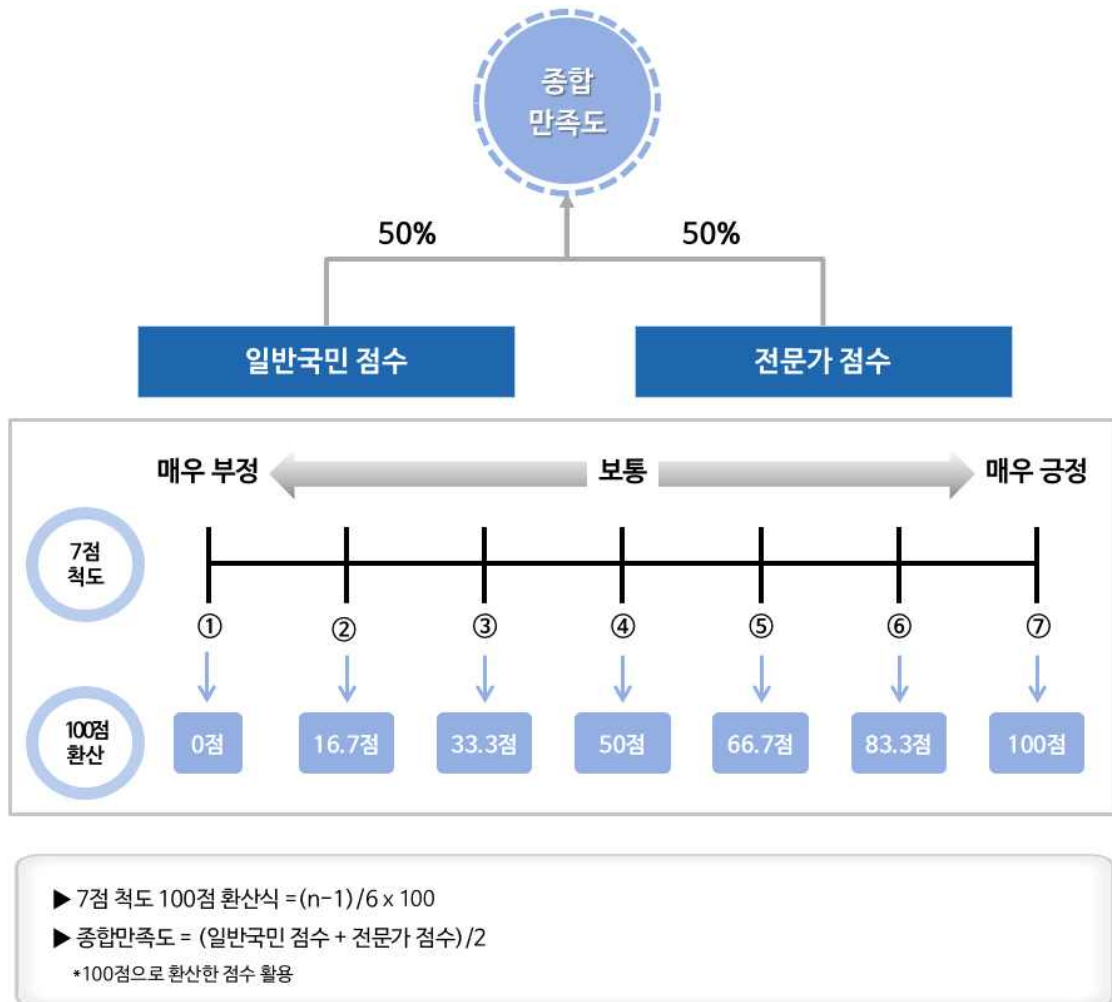 종합
만족도
50% 50%
일반국민 점수 전문가 점수
매우 부정 보통 매우 긍정
7점
척도
① ② ③ ④ ⑤ ⑥ ⑦
100점
환산
0점 16.7점 33.3점 50점 66.7점 83.3점 100점
▶ 7점 척도 100점 환산식 =(n-1)/6 x 100
▶ 종합만족도 = (일반국민 점수 + 전문가 점수)/2
*100점으로 환산한 점수 활용